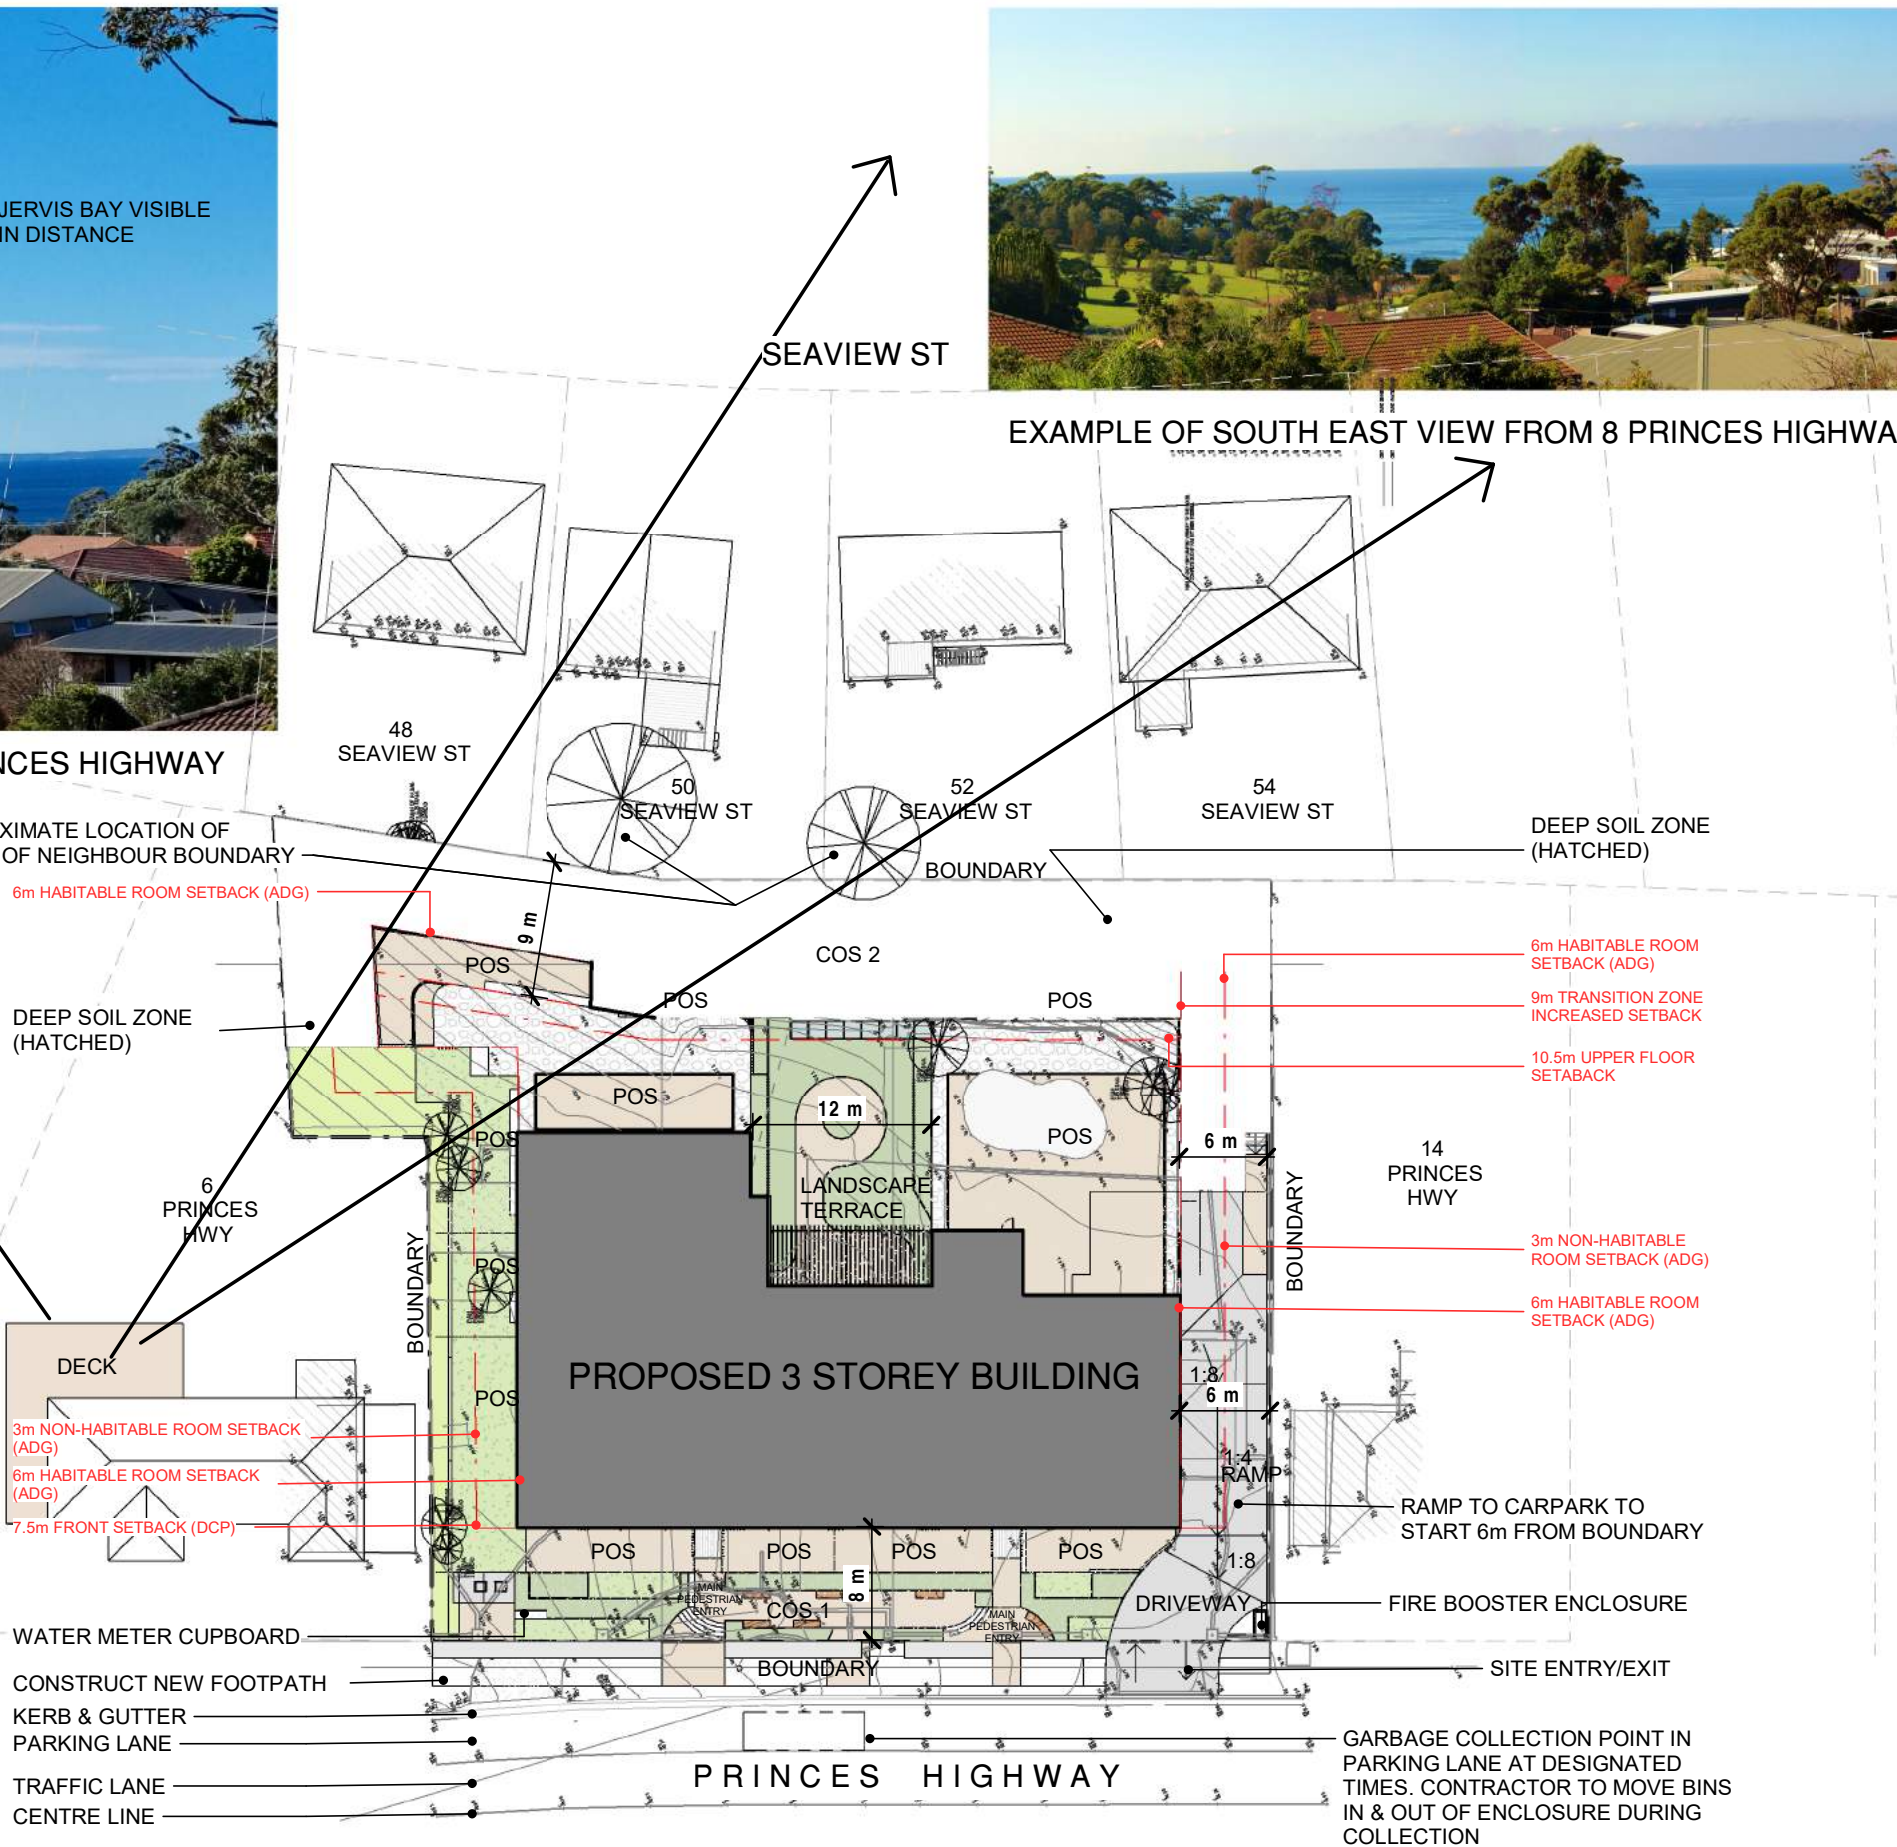 JERVIS BAY VISIBLE
IN DISTANCE
SEAVIEW ST
EXAMPLE OF SOUTH EAST VIEW FROM 8 PRINCES HIGHWA
NCES HIGHWAY
48
SEAVIEW ST
50
SEAVIEW ST
52
SEAVIEW ST
54
SEAVIEW ST
XIMATE LOCATION OF
OF NEIGHBOUR BOUNDARY
6m HABITABLE ROOM SETBACK (ADG)
BOUNDARY
DEEP SOIL ZONE
(HATCHED)
9 m
COS 2
POS
POS
POS
6m HABITABLE ROOM
SETBACK (ADG)
9m TRANSITION ZONE
INCREASED SETBACK
10.5m UPPER FLOOR
SETABACK
DEEP SOIL ZONE
(HATCHED)
POS
12 m
POS
POS
6 m
14
PRINCES
HWY
6
PRINCES
HWY
LANDSCAPE
TERRACE
BOUNDARY
BOUNDARY
POS
3m NON-HABITABLE
ROOM SETBACK (ADG)
6m HABITABLE ROOM
SETBACK (ADG)
DECK
PROPOSED 3 STOREY BUILDING
1:8
6 m
POS
3m NON-HABITABLE ROOM SETBACK
(ADG)
6m HABITABLE ROOM SETBACK
(ADG)
7.5m FRONT SETBACK (DCP)
1:4
RAMP
RAMP TO CARPARK TO
START 6m FROM BOUNDARY
POS
POS
POS
POS
1:8
8 m
MAIN
PEDESTRIAN
ENTRY
COS 1
MAIN
PEDESTRIAN
ENTRY
DRIVEWAY
FIRE BOOSTER ENCLOSURE
WATER METER CUPBOARD
BOUNDARY
SITE ENTRY/EXIT
CONSTRUCT NEW FOOTPATH
KERB & GUTTER
PARKING LANE
TRAFFIC LANE
CENTRE LINE
PRINCES HIGHWAY
GARBAGE COLLECTION POINT IN
PARKING LANE AT DESIGNATED
TIMES. CONTRACTOR TO MOVE BINS
IN & OUT OF ENCLOSURE DURING
COLLECTION